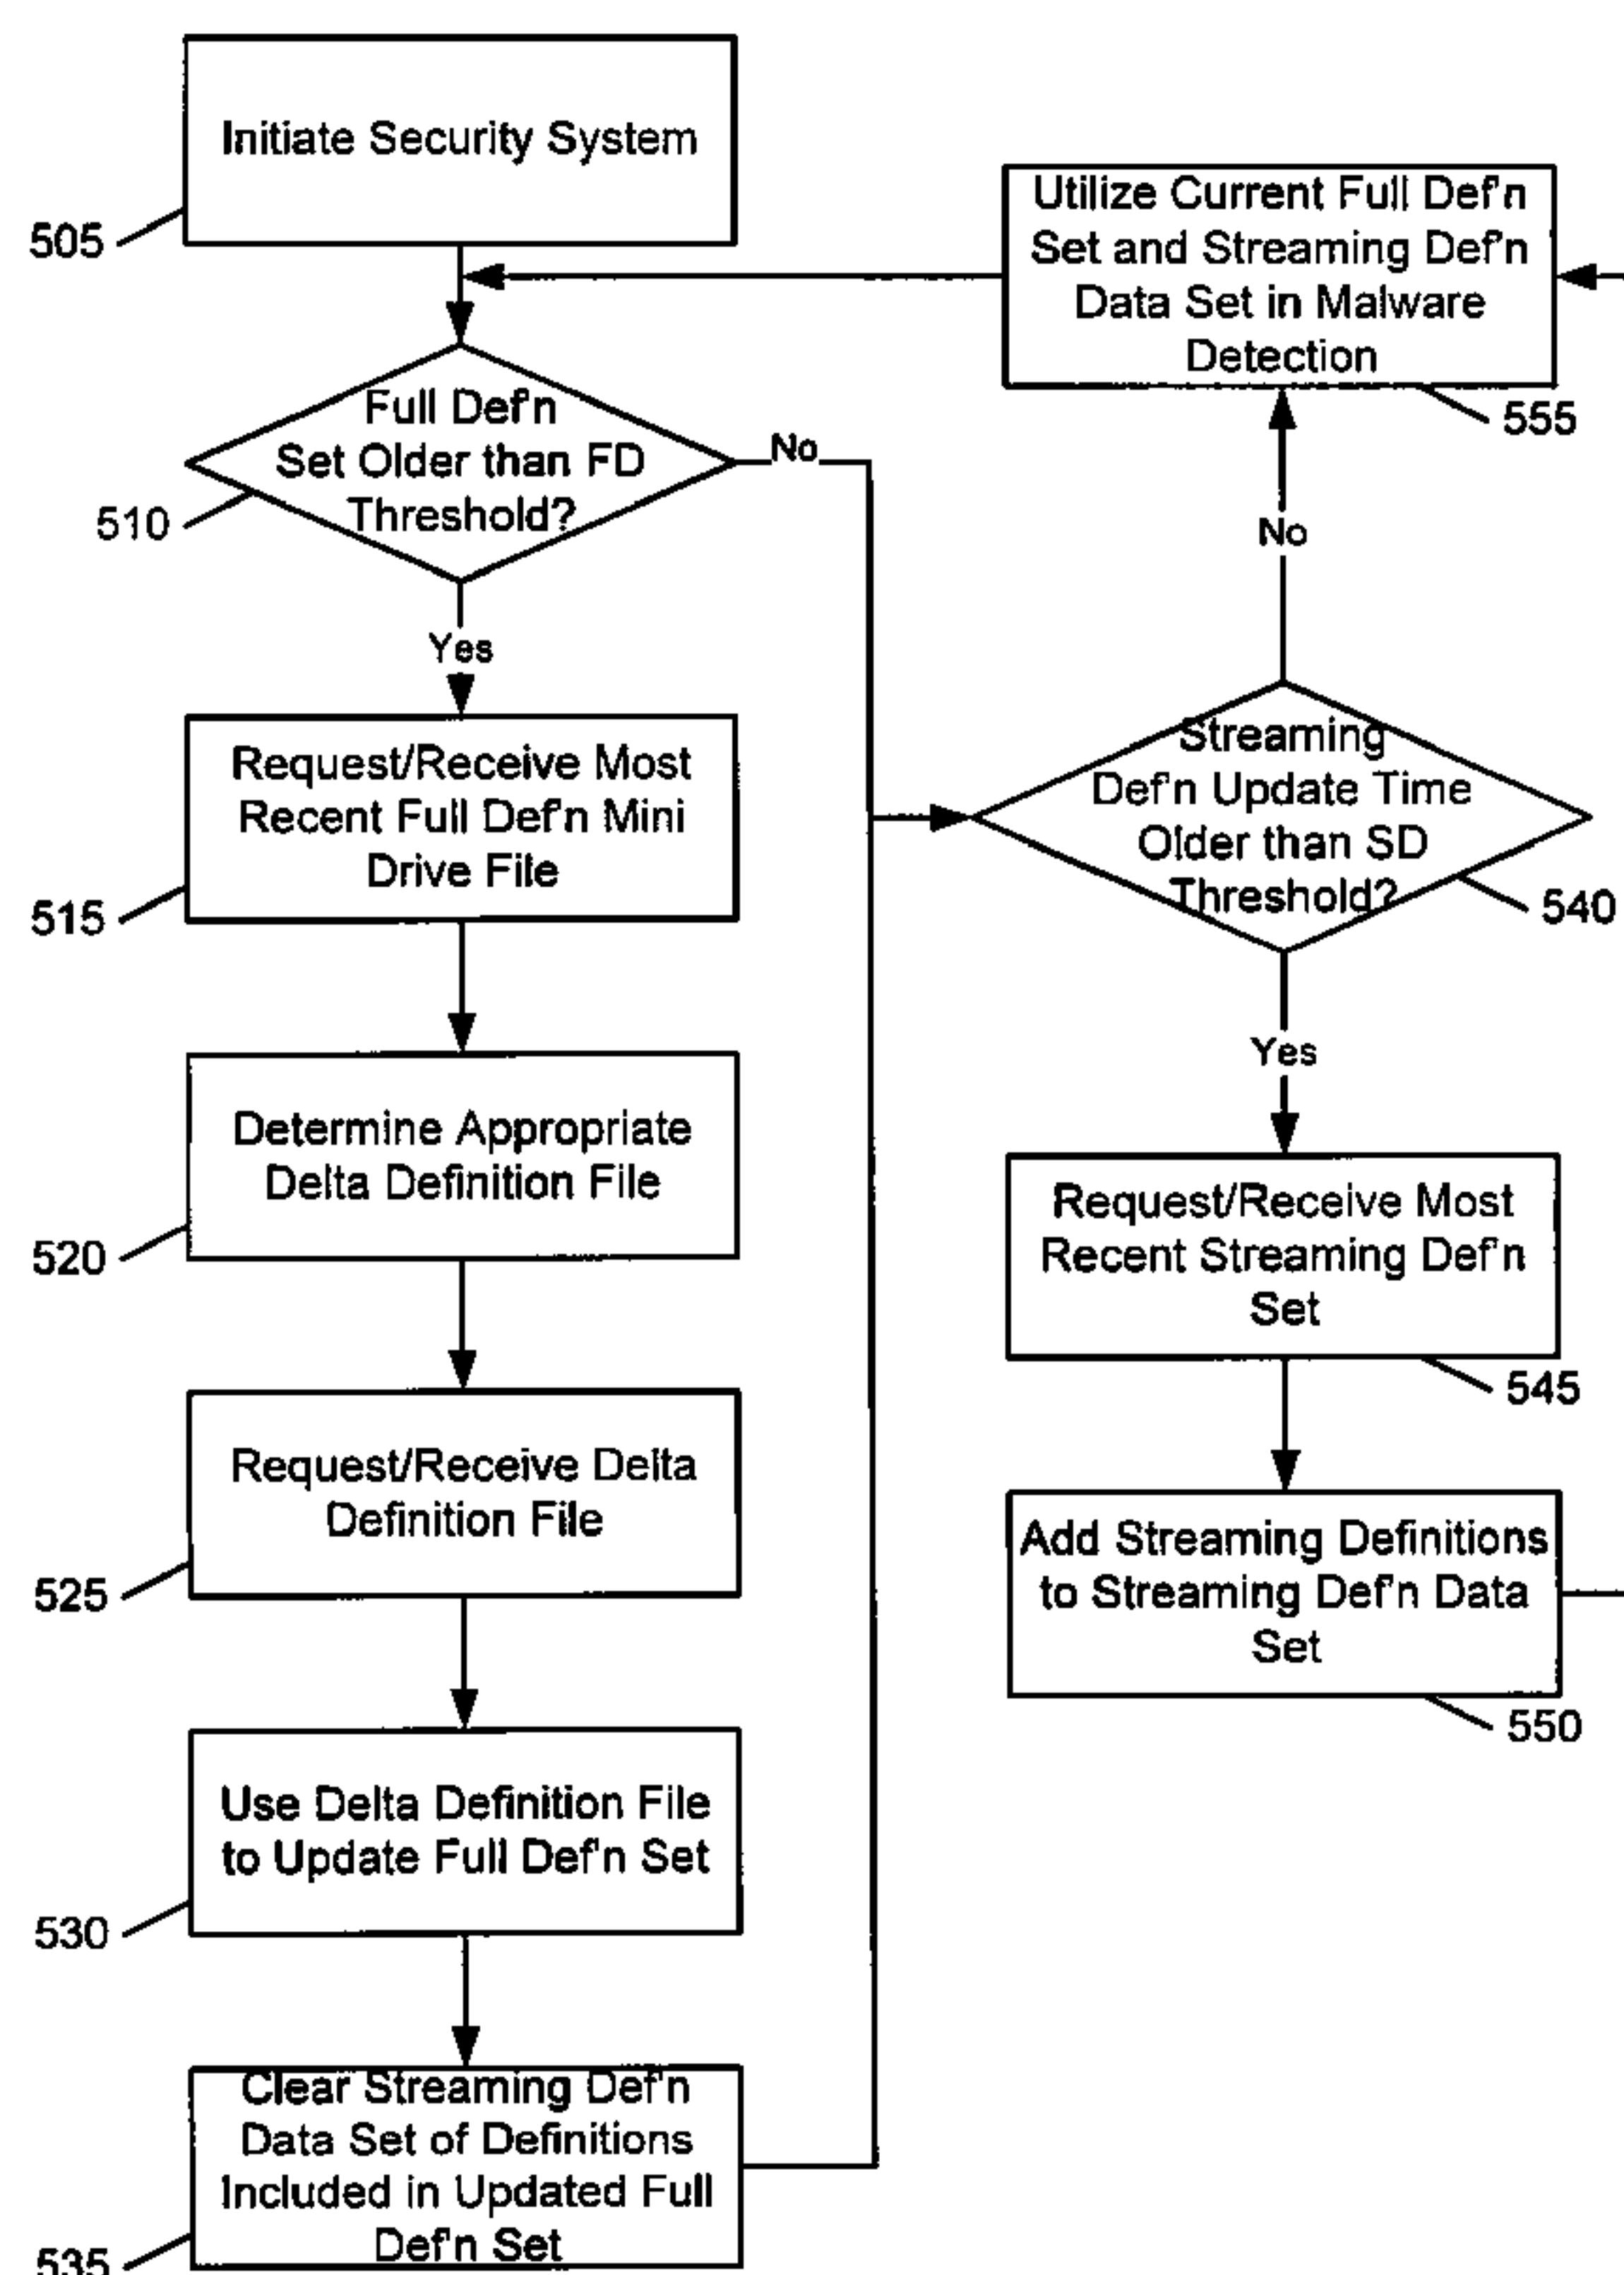 Initiate Security System
505
Full Def'n
Set Older than FD
Threshold?
510
No
Yes
Request/Receive Most
Recent Full Def'n Mini
Drive File
515
Determine Appropriate
Delta Definition File
520
Request/Receive Delta
Definition File
525
Use Delta Definition File
to Update Full Def'n Set
530
Clear Streaming Def'n
Data Set of Definitions
Included in Updated Full
Def'n Set
535
Utilize Current Full Def'n
Set and Streaming Def'n
Data Set in Malware
Detection
555
No
Streaming
Def'n Update Time
Older than SD
Threshold?
540
Yes
Request/Receive Most
Recent Streaming Def'n
Set
545
Add Streaming Definitions
to Streaming Def'n Data
Set
550